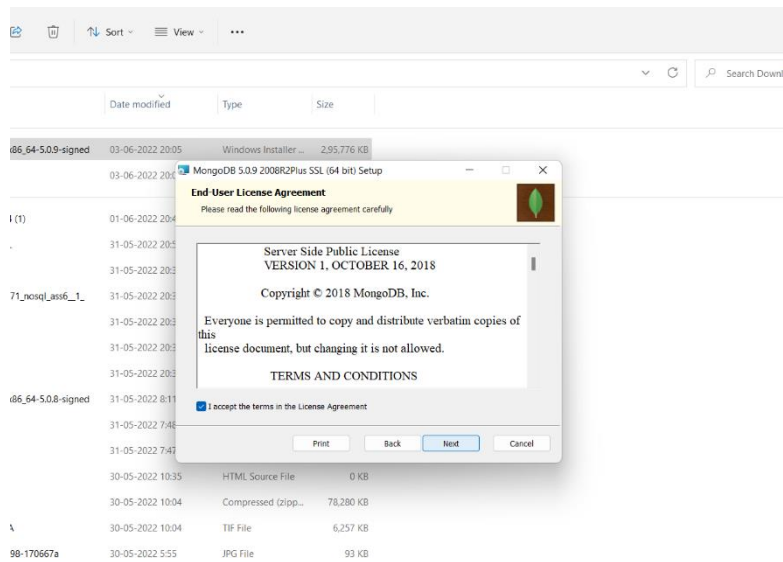 Sort
View
...
Search Downl
Date modified
Type
Size
x86_64-5.0.9-signed 03-06-2022 20:05 Windows Installer ... 2,95,776 KB
03-06-2022 20:0
MongoDB 5.0.9 2008R2Plus SSL (64 bit) Setup
End-User License Agreement
Please read the following license agreement carefully
(1) 01-06-2022 20:4
31-05-2022 20:5
Server Side Public License
VERSION 1, OCTOBER 16, 2018
31-05-2022 20:3
Copyright © 2018 MongoDB, Inc.
71_nosql_ass6__1_ 31-05-2022 20:3
Everyone is permitted to copy and distribute verbatim copies of
this
31-05-2022 20:3
license document, but changing it is not allowed.
31-05-2022 20:3
31-05-2022 20:3
TERMS AND CONDITIONS
x86_64-5.0.8-signed 31-05-2022 8:11
I accept the terms in the License Agreement
31-05-2022 7:48
31-05-2022 7:47
Print Back Next Cancel
30-05-2022 10:35 HTML Source File 0 KB
30-05-2022 10:04 Compressed (zipp... 78,280 KB
A 30-05-2022 10:04 TIF File 6,257 KB
98-170667a 30-05-2022 5:55 JPG File 93 KB